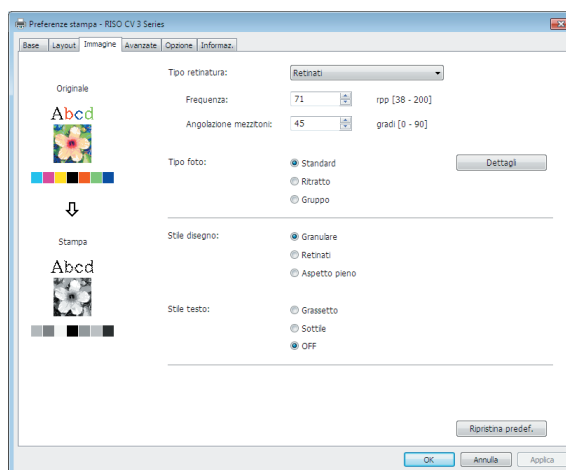 Preferenze stampa - RISO CV 3 Series
Base Layout Immagine Avanzate Opzione Informaz.
Tipo retinatura: Retinati
Originale
Frequenza: 71 rpp [38 - 200]
Abcd
Angolazione mezzitoni: 45 gradi [0 - 90]
Tipo foto: Standard Dettagli
Ritratto
Gruppo
Stile disegno: Granulare
Stampa
Retinati
Abcd
Aspetto pieno
Stile testo: Grassetto
Sottile
OFF
Ripristina predef.
OK Annulla Applica